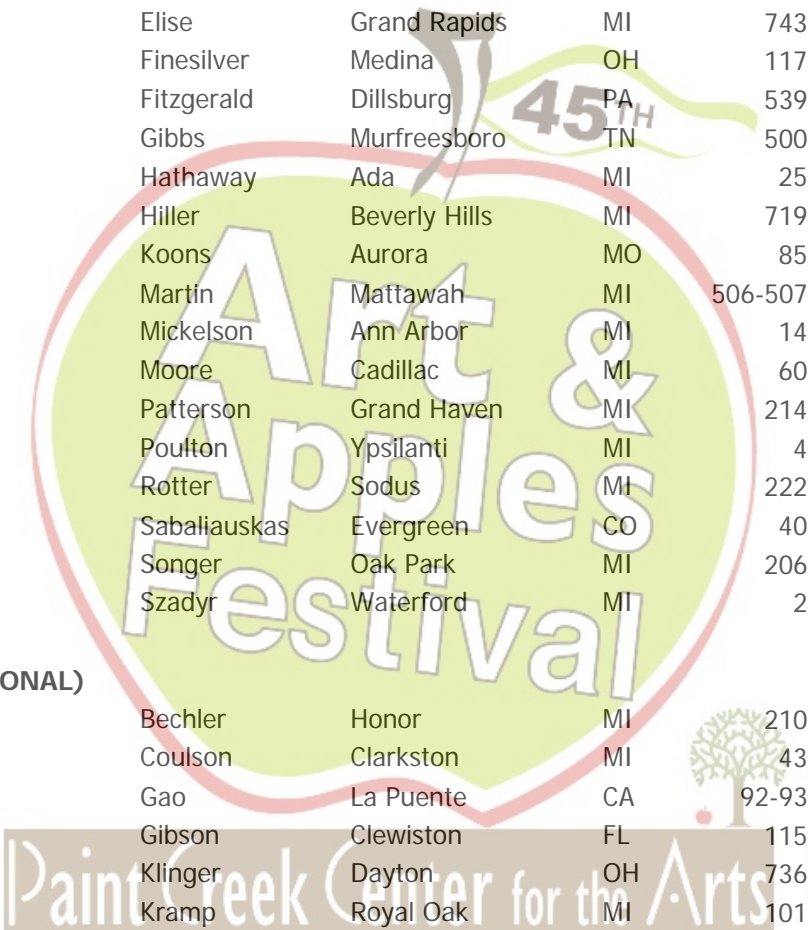 Elise Grand Rapids MI 743
Finesilver Medina OH 117
Fitzgerald Dillsburg PA 539
45TH
Gibbs Murfreesboro TN 500
Hathaway Ada MI 25
Hiller Beverly Hills MI 719
Koons Aurora MO 85
Martin Mattawah MI 506-507
Mickelson Ann Arbor MI 14
Moore Cadillac MI 60
Patterson Grand Haven MI 214
Poulton Ypsilanti MI 4
Rotter Sodus MI 222
Sabaliauskas Evergreen CO 40
Songer Oak Park MI 206
Szadyr Waterford MI 2
Art &
Apples
Festival
ONAL)
Bechler Honor MI 210
Coulson Clarkston MI 43
Gao La Puente CA 92-93
Gibson Clewiston FL 115
Klinger Dayton OH 736
Kramp Royal Oak MI 101
Paint Creek Center for the Arts